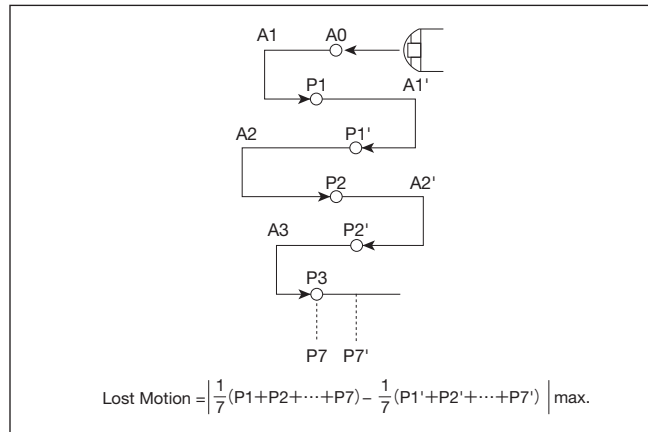 A1 A0
P1 A1'
A2 P1'
P2 A2'
A3 P2'
P3
P7 P7'
Lost Motion = | 1/7 (P1+P2+⋯+P7) − 1/7 (P1'+P2'+⋯+P7') | max.